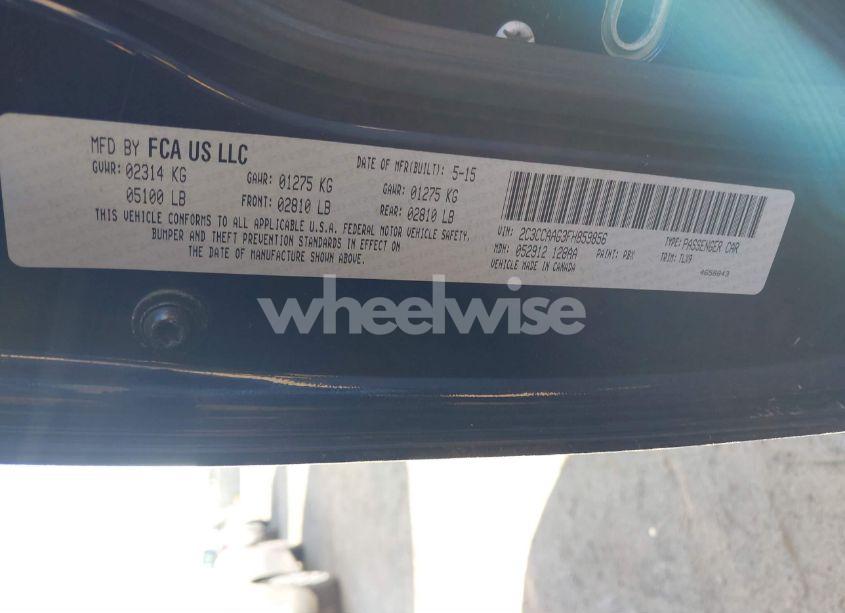 MFD BY FCA US LLC
DATE OF MFR(BUILT): 5-15
GVWR: 02314 KG
05100 LB
GAWR: 01275 KG
FRONT: 02810 LB
GAWR: 01275 KG
REAR: 02810 LB
THIS VEHICLE CONFORMS TO ALL APPLICABLE U.S.A. FEDERAL MOTOR VEHICLE SAFETY,
BUMPER AND THEFT PREVENTION STANDARDS IN EFFECT ON
THE DATE OF MANUFACTURE SHOWN ABOVE.
VIN: 2C3CCAAG3FH859056
TYPE: PASSENGER CAR
MDH: 052912 128AA
PAINT: PBX
TRIM: TLX9
VEHICLE MADE IN CANADA
4658843
wheelwise